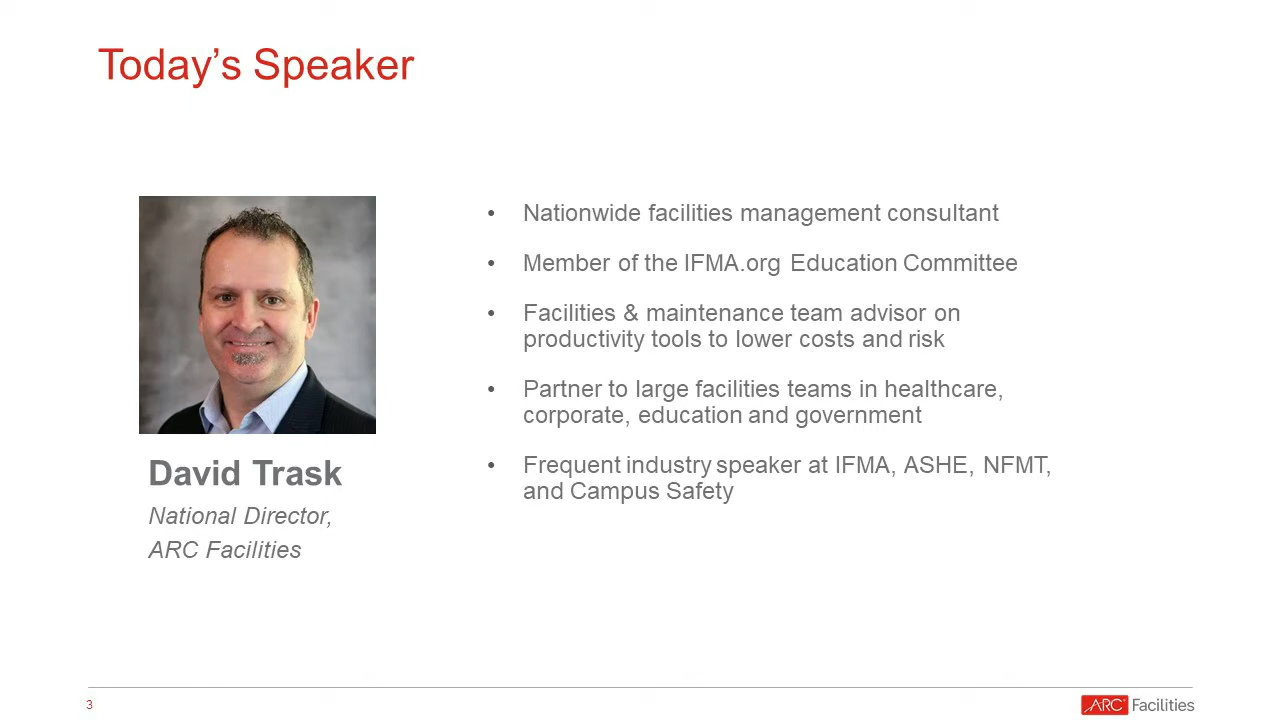 Today’s Speaker
• Nationwide facilities management consultant
• Member of the IFMA.org Education Committee
• Facilities & maintenance team advisor on
productivity tools to lower costs and risk
• Partner to large facilities teams in healthcare,
corporate, education and government
• Frequent industry speaker at IFMA, ASHE, NFMT,
and Campus Safety
David Trask
National Director,
ARC Facilities
3
ARC Facilities